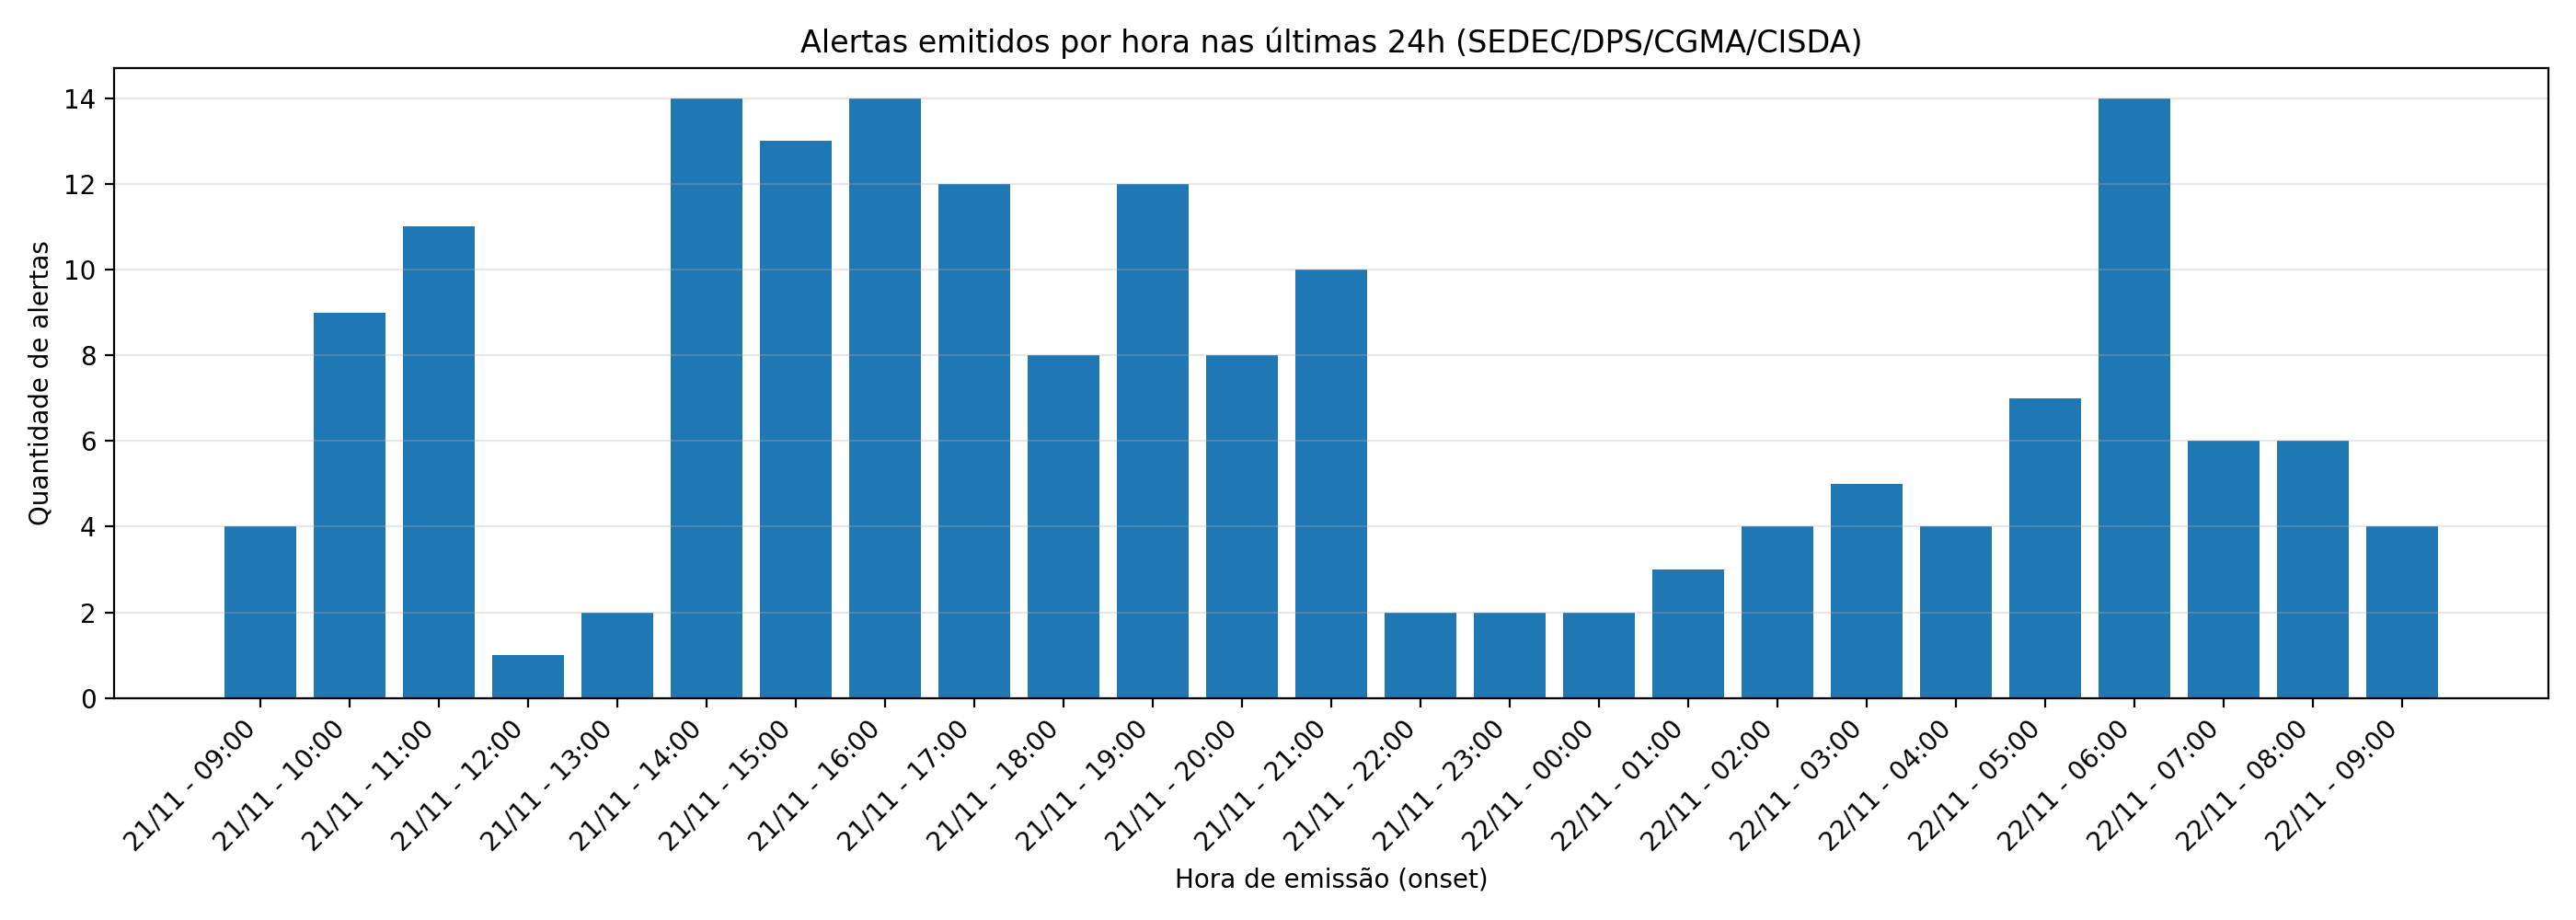 Alertas emitidos por hora nas últimas 24h (SEDEC/DPS/CGMA/CISDA)
Quantidade de alertas
14
12
10
8
6
4
2
0
21/11 - 09:00
21/11 - 10:00
21/11 - 11:00
21/11 - 12:00
21/11 - 13:00
21/11 - 14:00
21/11 - 15:00
21/11 - 16:00
21/11 - 17:00
21/11 - 18:00
21/11 - 19:00
21/11 - 20:00
21/11 - 21:00
21/11 - 22:00
21/11 - 23:00
22/11 - 00:00
22/11 - 01:00
22/11 - 02:00
22/11 - 03:00
22/11 - 04:00
22/11 - 05:00
22/11 - 06:00
22/11 - 07:00
22/11 - 08:00
22/11 - 09:00
Hora de emissão (onset)